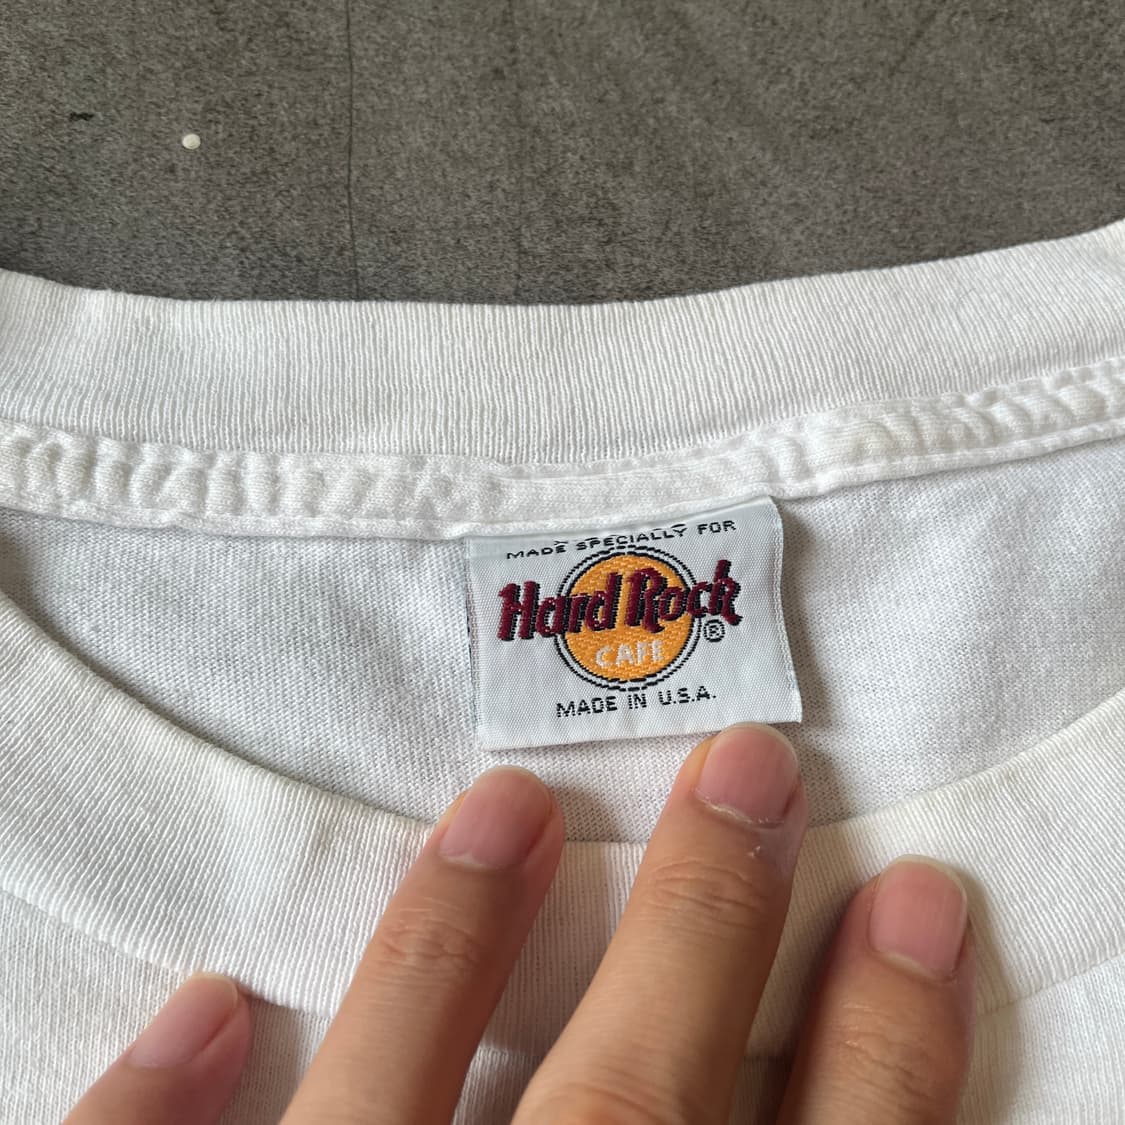 MADE SPECIALLY FOR
Hard Rock
CAFE
®
MADE IN U.S.A.